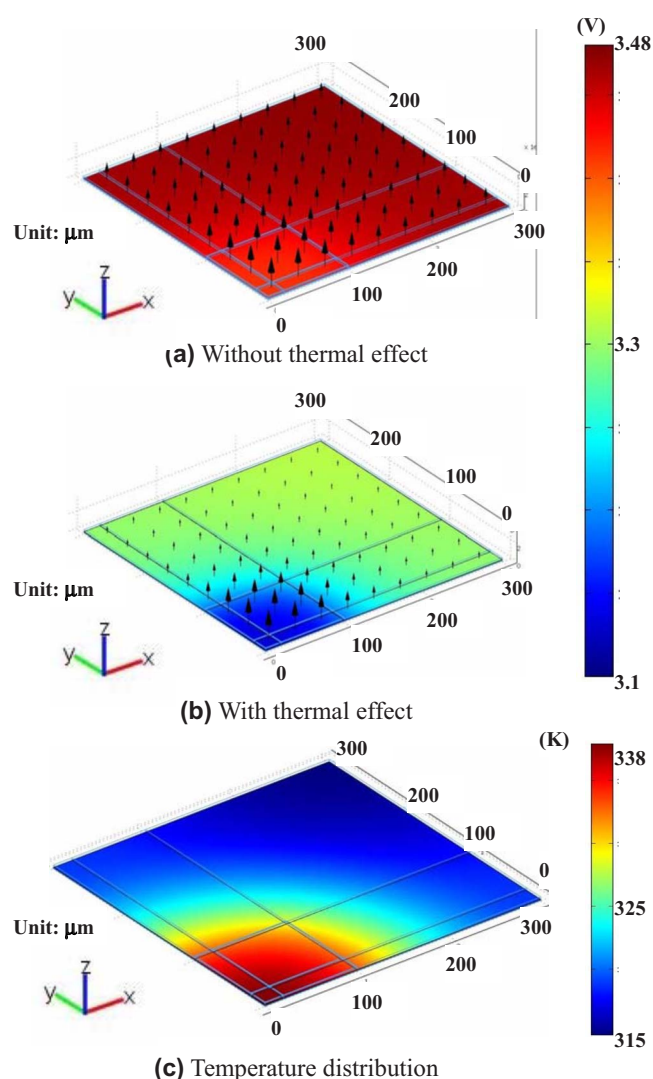 (V)
300
3.48
200
100
0
300
Unit: μm
200
z
y
x
100
0
3.3
(a) Without thermal effect
300
200
100
0
300
Unit: μm
200
z
y
x
100
0
3.1
(b) With thermal effect
(K)
300
338
200
100
0
300
325
Unit: μm
200
z
y
x
100
0
315
(c) Temperature distribution